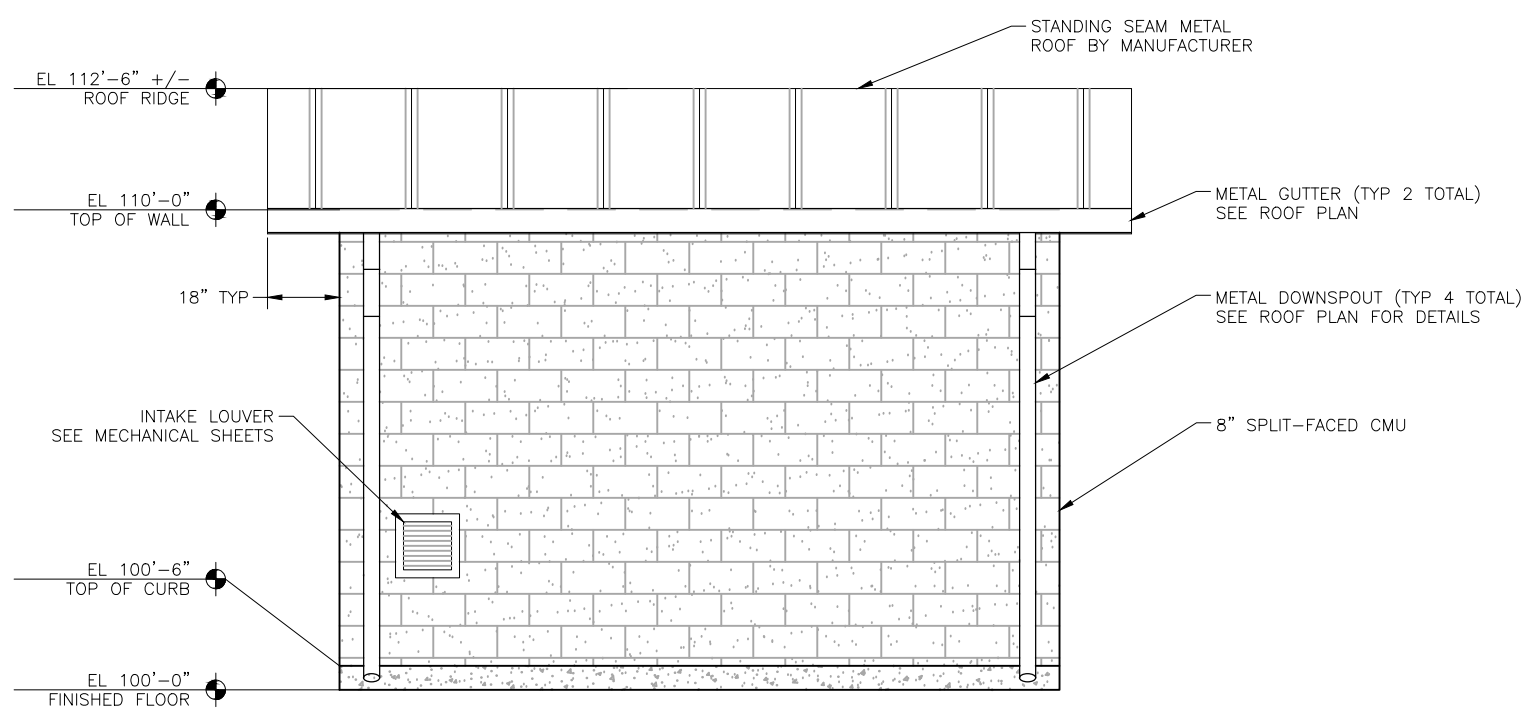 STANDING SEAM METAL
ROOF BY MANUFACTURER
EL 112'-6" +/-
ROOF RIDGE
EL 110'-0"
TOP OF WALL
METAL GUTTER (TYP 2 TOTAL)
SEE ROOF PLAN
18" TYP
METAL DOWNSPOUT (TYP 4 TOTAL)
SEE ROOF PLAN FOR DETAILS
INTAKE LOUVER
SEE MECHANICAL SHEETS
8" SPLIT-FACED CMU
EL 100'-6"
TOP OF CURB
EL 100'-0"
FINISHED FLOOR